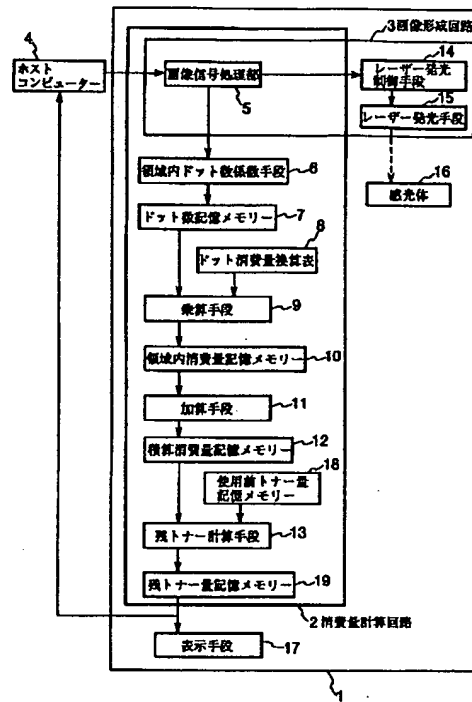 3画像形成回路
4
ホスト
コンピューター
画像信号処理部
5
14
レーザー発光
制御手段
15
レーザー発光手段
16
感光体
領域内ドット数係数手段
6
ドット数記憶メモリー
7
8
ドット消費量換算表
乗算手段
9
領域内消費量記憶メモリー
10
加算手段
11
積算消費量記憶メモリー
12
18
使用前トナー量
記憶メモリー
残トナー計算手段
13
残トナー量記憶メモリー
19
2消費量計算回路
表示手段
17
1